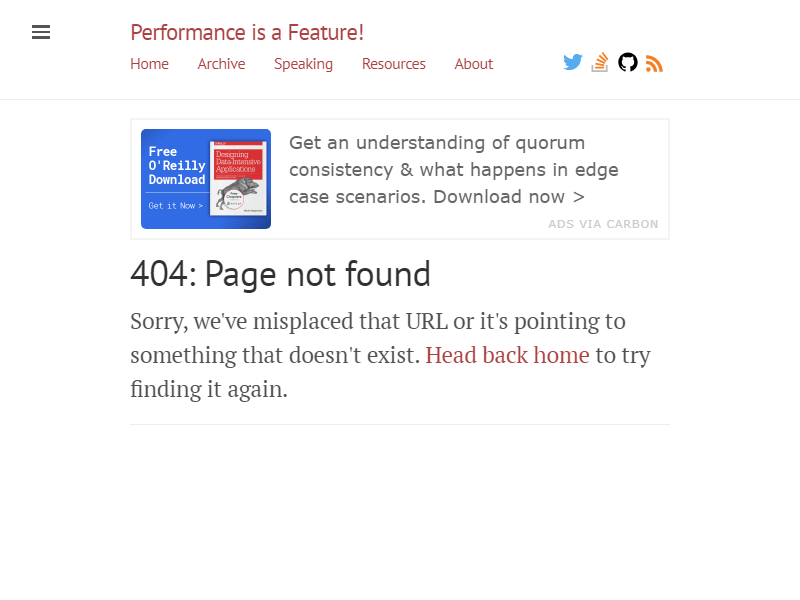 Performance is a Feature!
Home Archive Speaking Resources About
Free
O'Reilly
Download
Get it Now >
Designing
Data-Intensive
Applications
Get an understanding of quorum
consistency & what happens in edge
case scenarios. Download now >
ADS VIA CARBON
404: Page not found
Sorry, we've misplaced that URL or it's pointing to
something that doesn't exist. Head back home to try
finding it again.